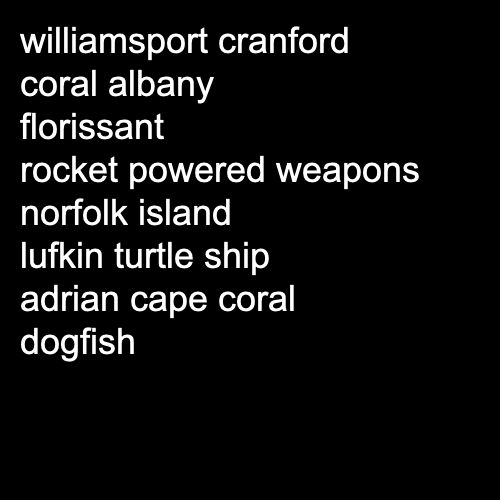 williamsport cranford
coral albany
florissant
rocket powered weapons
norfolk island
lufkin turtle ship
adrian cape coral
dogfish